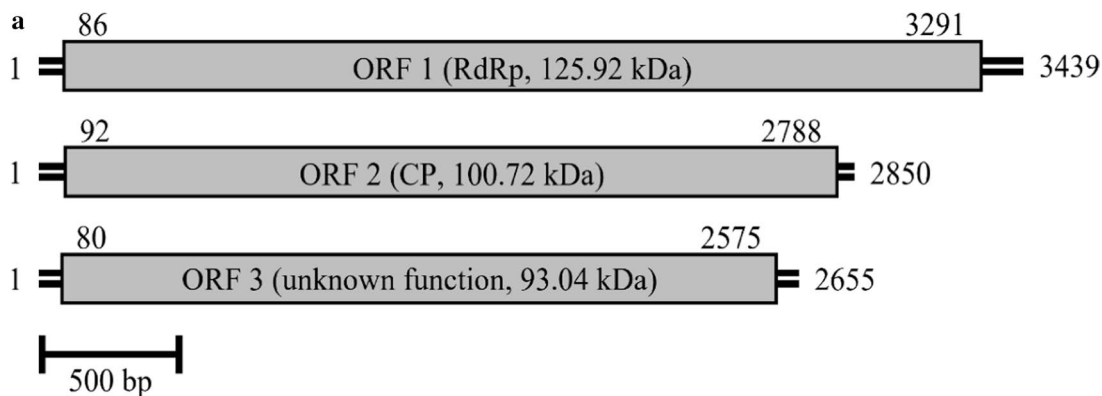 a
86 3291
1 ORF 1 (RdRp, 125.92 kDa) 3439
92 2788
1 ORF 2 (CP, 100.72 kDa) 2850
80 2575
1 ORF 3 (unknown function, 93.04 kDa) 2655
500 bp